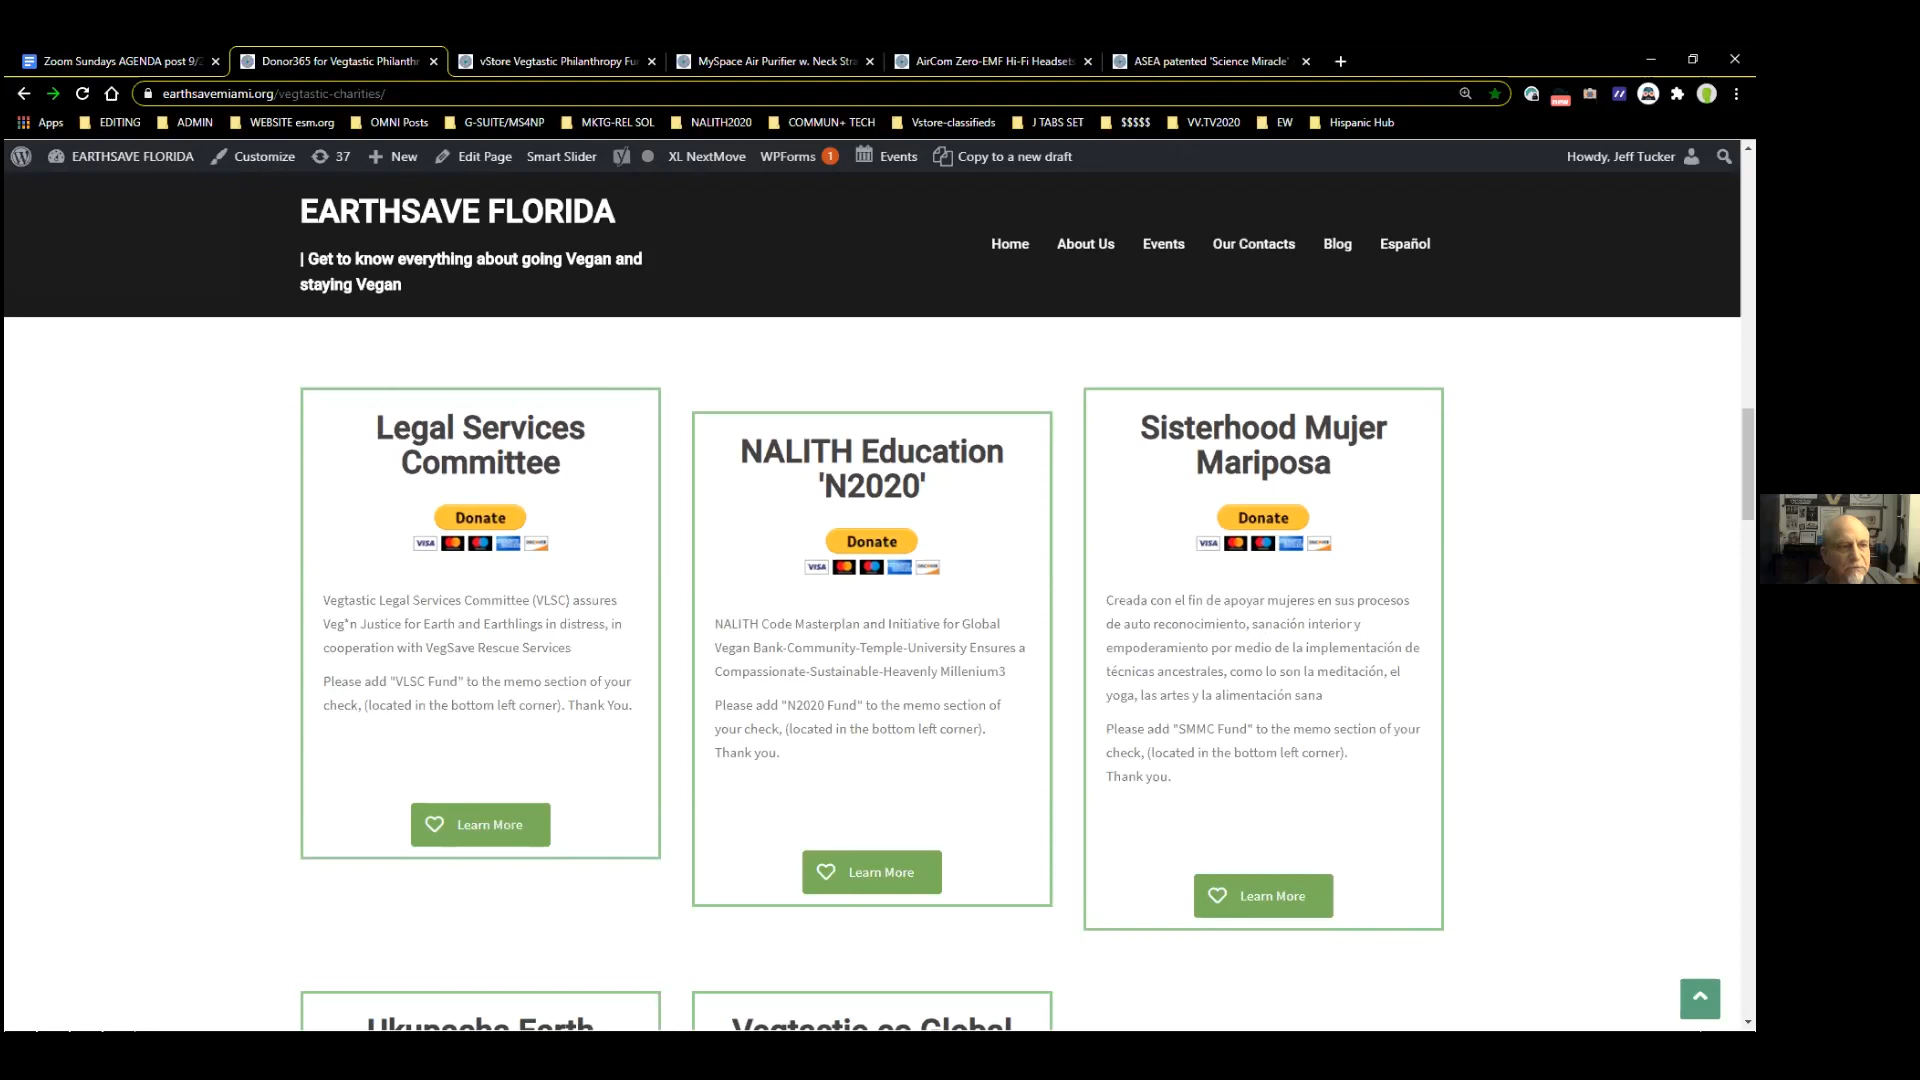 Zoom Sundays AGENDA post 9/
Donor365 for Vegtastic Philanthr
vStore Vegtastic Philanthropy Fu
MySpace Air Purifier w. Neck Stra
AirCom Zero-EMF Hi-Fi Headsets
ASEA patented 'Science Miracle'
earthsavemiami.org/vegtastic-charities/
new
Apps EDITING ADMIN WEBSITE esm.org OMNI Posts G-SUITE/MS4NP MKTG-REL SOL NALITH2020 COMMUN+ TECH Vstore-classifieds J TABS SET $$$$$ VV.TV2020 EW Hispanic Hub
EARTHSAVE FLORIDA Customize 37 New Edit Page Smart Slider XL NextMove WPForms 1 Events Copy to a new draft Howdy, Jeff Tucker
EARTHSAVE FLORIDA
| Get to know everything about going Vegan and
staying Vegan
Home About Us Events Our Contacts Blog Español
Legal Services
Committee
Donate
VISA
Vegtastic Legal Services Committee (VLSC) assures
Veg*n Justice for Earth and Earthlings in distress, in
cooperation with VegSave Rescue Services
Please add "VLSC Fund" to the memo section of your
check, (located in the bottom left corner). Thank You.
Learn More
NALITH Education
'N2020'
Donate
VISA
NALITH Code Masterplan and Initiative for Global
Vegan Bank-Community-Temple-University Ensures a
Compassionate-Sustainable-Heavenly Millenium3
Please add "N2020 Fund" to the memo section of
your check, (located in the bottom left corner).
Thank you.
Learn More
Sisterhood Mujer
Mariposa
Donate
VISA
Creada con el fin de apoyar mujeres en sus procesos
de auto reconocimiento, sanación interior y
empoderamiento por medio de la implementación de
técnicas ancestrales, como lo son la meditación, el
yoga, las artes y la alimentación sana
Please add "SMMC Fund" to the memo section of your
check, (located in the bottom left corner).
Thank you.
Learn More
Ukupacha Earth
Vegtastic.co Global